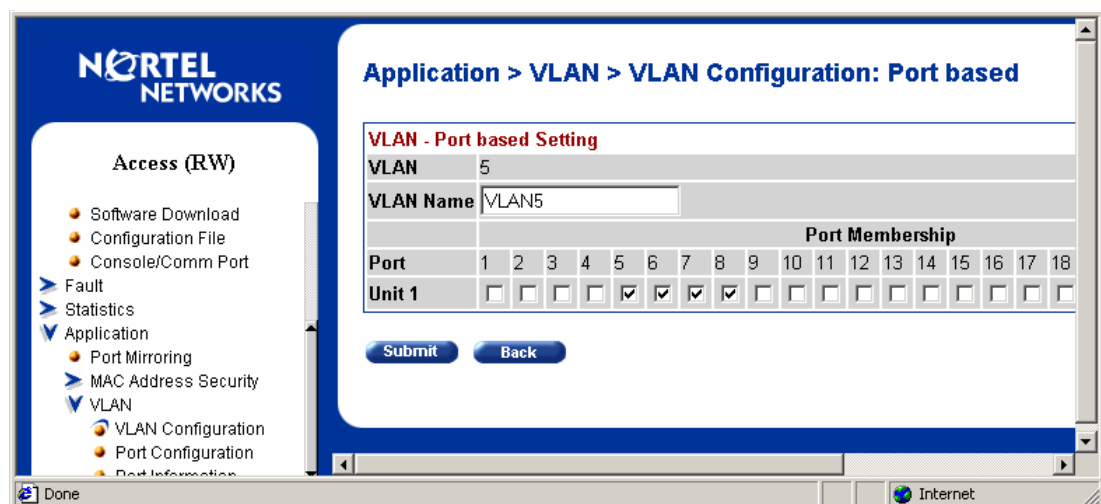 NORTEL
NETWORKS
Access (RW)
Software Download
Configuration File
Console/Comm Port
Fault
Statistics
Application
Port Mirroring
MAC Address Security
VLAN
VLAN Configuration
Port Configuration
Port Information
Application > VLAN > VLAN Configuration: Port based
VLAN - Port based Setting
VLAN 5
VLAN Name VLAN5
Port Membership
Port 1 2 3 4 5 6 7 8 9 10 11 12 13 14 15 16 17 18
Unit 1
Submit Back
Done Internet